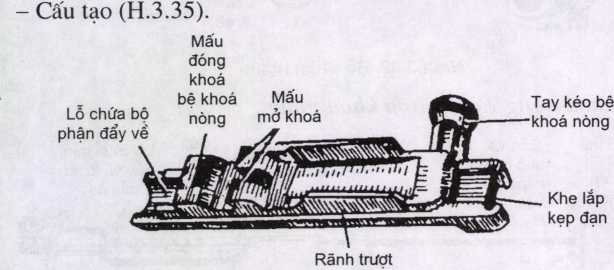 – Cấu tạo (H.3.35).
Mấu
đóng
khoá
bệ khoá
nòng
Mấu
mở khoá
Lỗ chứa bộ
phận đẩy về
Tay kéo bệ
khoá nòng
Khe lắp
kẹp đạn
Rãnh trượt